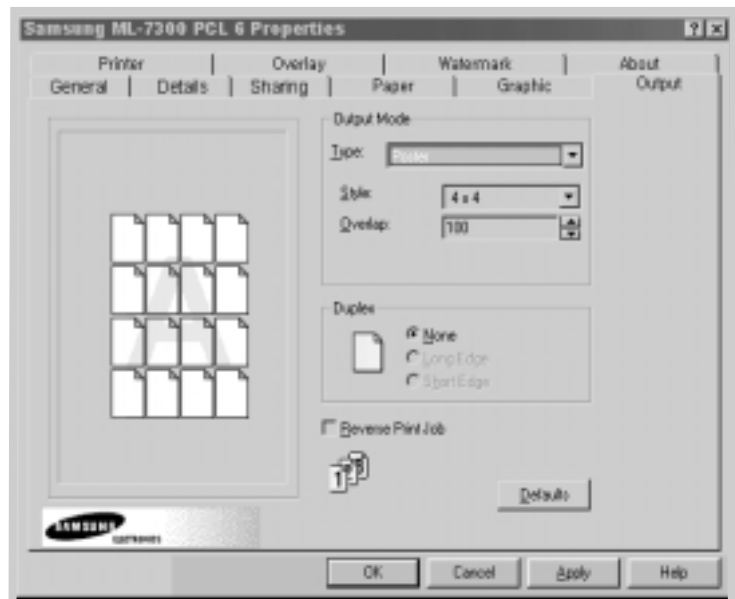 Samsung ML-7300 PCL 6 Properties
Printer Overlay Watermark About
General Details Sharing Paper Graphic Output
Output Mode
Type: Poster
Style: 4 x 4
Overlap: 100
Duplex
None
Long Edge
Short Edge
Reverse Print Job
Defaults
SAMSUNG
ELECTRONICS
OK Cancel Apply Help